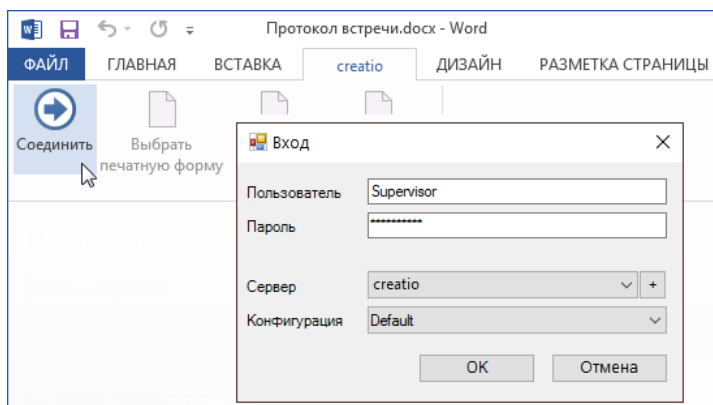 Протокол встречи.docx - Word
ФАЙЛ ГЛАВНАЯ ВСТАВКА creatio ДИЗАЙН РАЗМЕТКА СТРАНИЦЫ
Соединить
Выбрать
печатную форму
Вход
Пользователь Supervisor
Пароль **********
Сервер creatio +
Конфигурация Default
OK Отмена